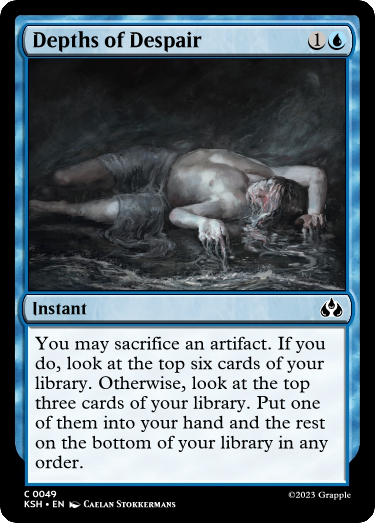 Depths of Despair 1
Instant
You may sacrifice an artifact. If you
do, look at the top six cards of your
library. Otherwise, look at the top
three cards of your library. Put one
of them into your hand and the rest
on the bottom of your library in any
order.
C 0049
KSH • EN Caelan Stokkermans
©2023 Grapple